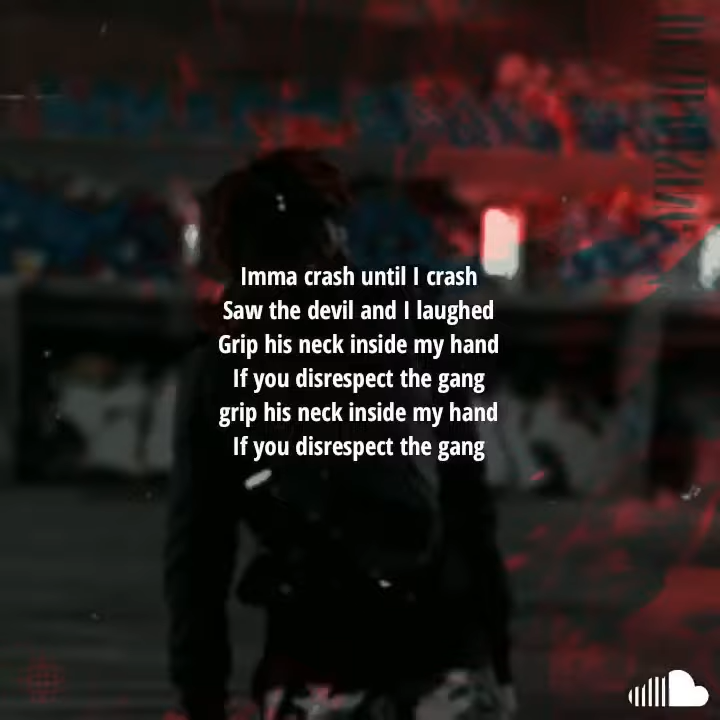 Imma crash until I crash
Saw the devil and I laughed
Grip his neck inside my hand
If you disrespect the gang
grip his neck inside my hand
If you disrespect the gang